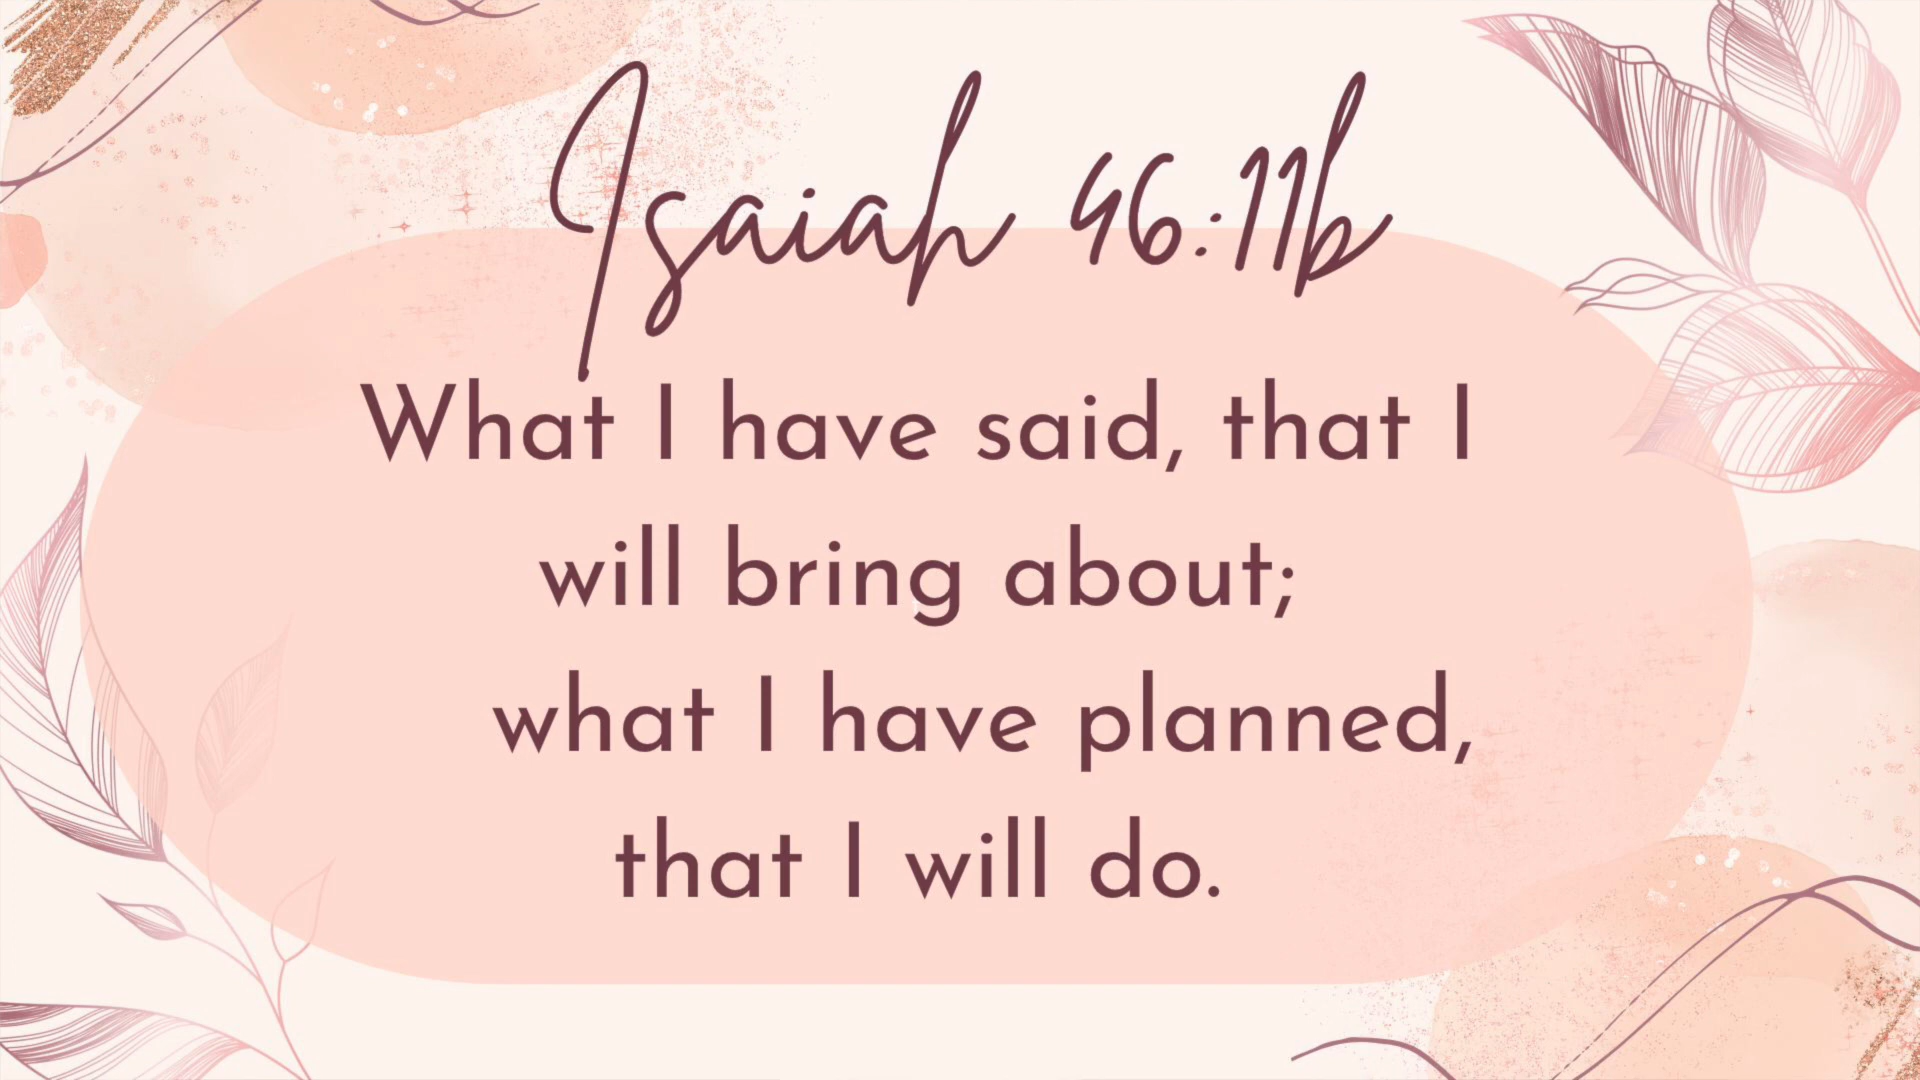 Isaiah 46:11b
What I have said, that I
will bring about;
what I have planned,
that I will do.